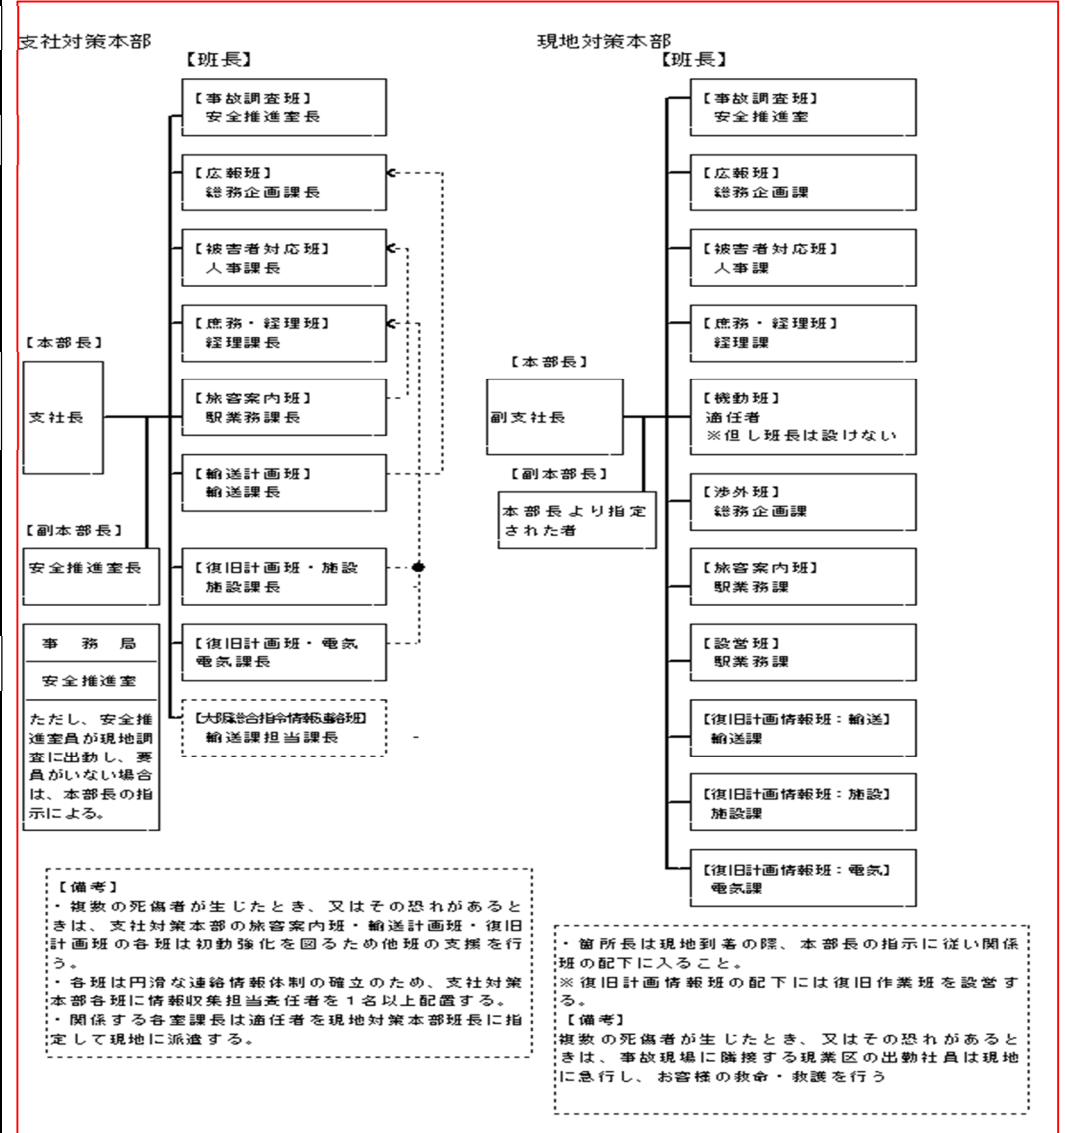 支社対策本部
【班長】
【事故調査班】
安全推進室長
【広報班】
総務企画課長
【被害者対応班】
人事課長
【庶務・経理班】
経理課長
【本部長】
支社長
【旅客案内班】
駅業務課長
【輸送計画班】
輸送課長
【副本部長】
安全推進室長
【復旧計画班・施設
施設課長
【復旧計画班・電気
電気課長
【大阪総合指令情報連絡班】
輸送課担当課長
事 務 局
安全推進室
ただし、安全推
進室員が現地調
査に出動し、要
員がいない場合
は、本部長の指
示による。
【備考】
・複数の死傷者が生じたとき、又はその恐れがあると
きは、支社対策本部の旅客案内班・輸送計画班・復旧
計画班の各班は初動強化を図るため他班の支援を行
う。
・各班は円滑な連絡情報体制の確立のため、支社対策
本部各班に情報収集担当責任者を1名以上配置する。
・関係する各室課長は適任者を現地対策本部班長に指
定して現地に派遣する。
現地対策本部
【班長】
【事故調査班】
安全推進室
【広報班】
総務企画課
【被害者対応班】
人事課
【庶務・経理班】
経理課
【本部長】
副支社長
【機動班】
適任者
※但し班長は設けない
【副本部長】
本部長より指定
された者
【渉外班】
総務企画課
【旅客案内班】
駅業務課
【設営班】
駅業務課
【復旧計画情報班：輸送】
輸送課
【復旧計画情報班：施設】
施設課
【復旧計画情報班：電気】
電気課
・箇所長は現地到着の際、本部長の指示に従い関係
班の配下に入ること。
※復旧計画情報班の配下には復旧作業班を設営す
る。
【備考】
複数の死傷者が生じたとき、又はその恐れがあると
きは、事故現場に隣接する現業区の出勤社員は現地
に急行し、お客様の救命・救護を行う